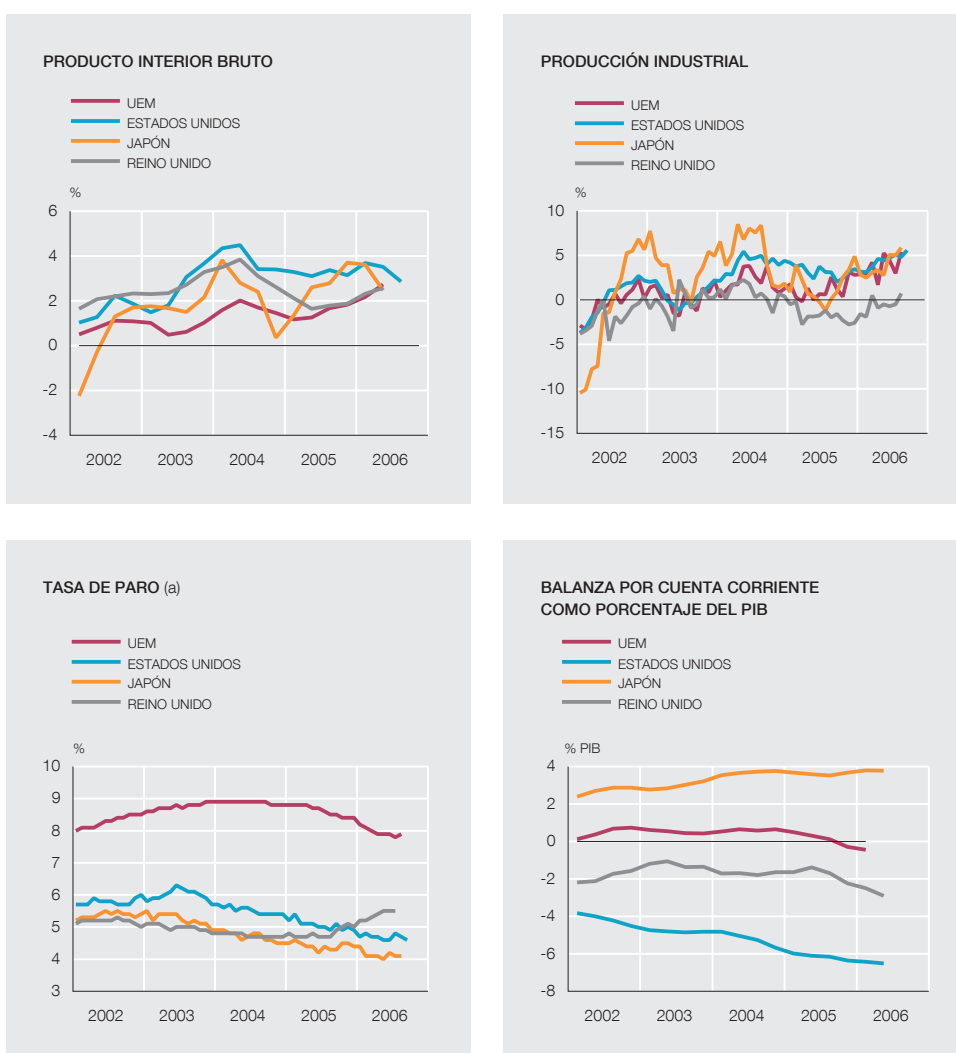 PRODUCTO INTERIOR BRUTO
UEM
ESTADOS UNIDOS
JAPÓN
REINO UNIDO
%
6
4
2
0
-2
-4
2002 2003 2004 2005 2006
PRODUCCIÓN INDUSTRIAL
UEM
ESTADOS UNIDOS
JAPÓN
REINO UNIDO
%
10
5
0
-5
-10
-15
2002 2003 2004 2005 2006
TASA DE PARO (a)
UEM
ESTADOS UNIDOS
JAPÓN
REINO UNIDO
%
10
9
8
7
6
5
4
3
2002 2003 2004 2005 2006
BALANZA POR CUENTA CORRIENTE
COMO PORCENTAJE DEL PIB
UEM
ESTADOS UNIDOS
JAPÓN
REINO UNIDO
% PIB
4
2
0
-2
-4
-6
-8
2002 2003 2004 2005 2006